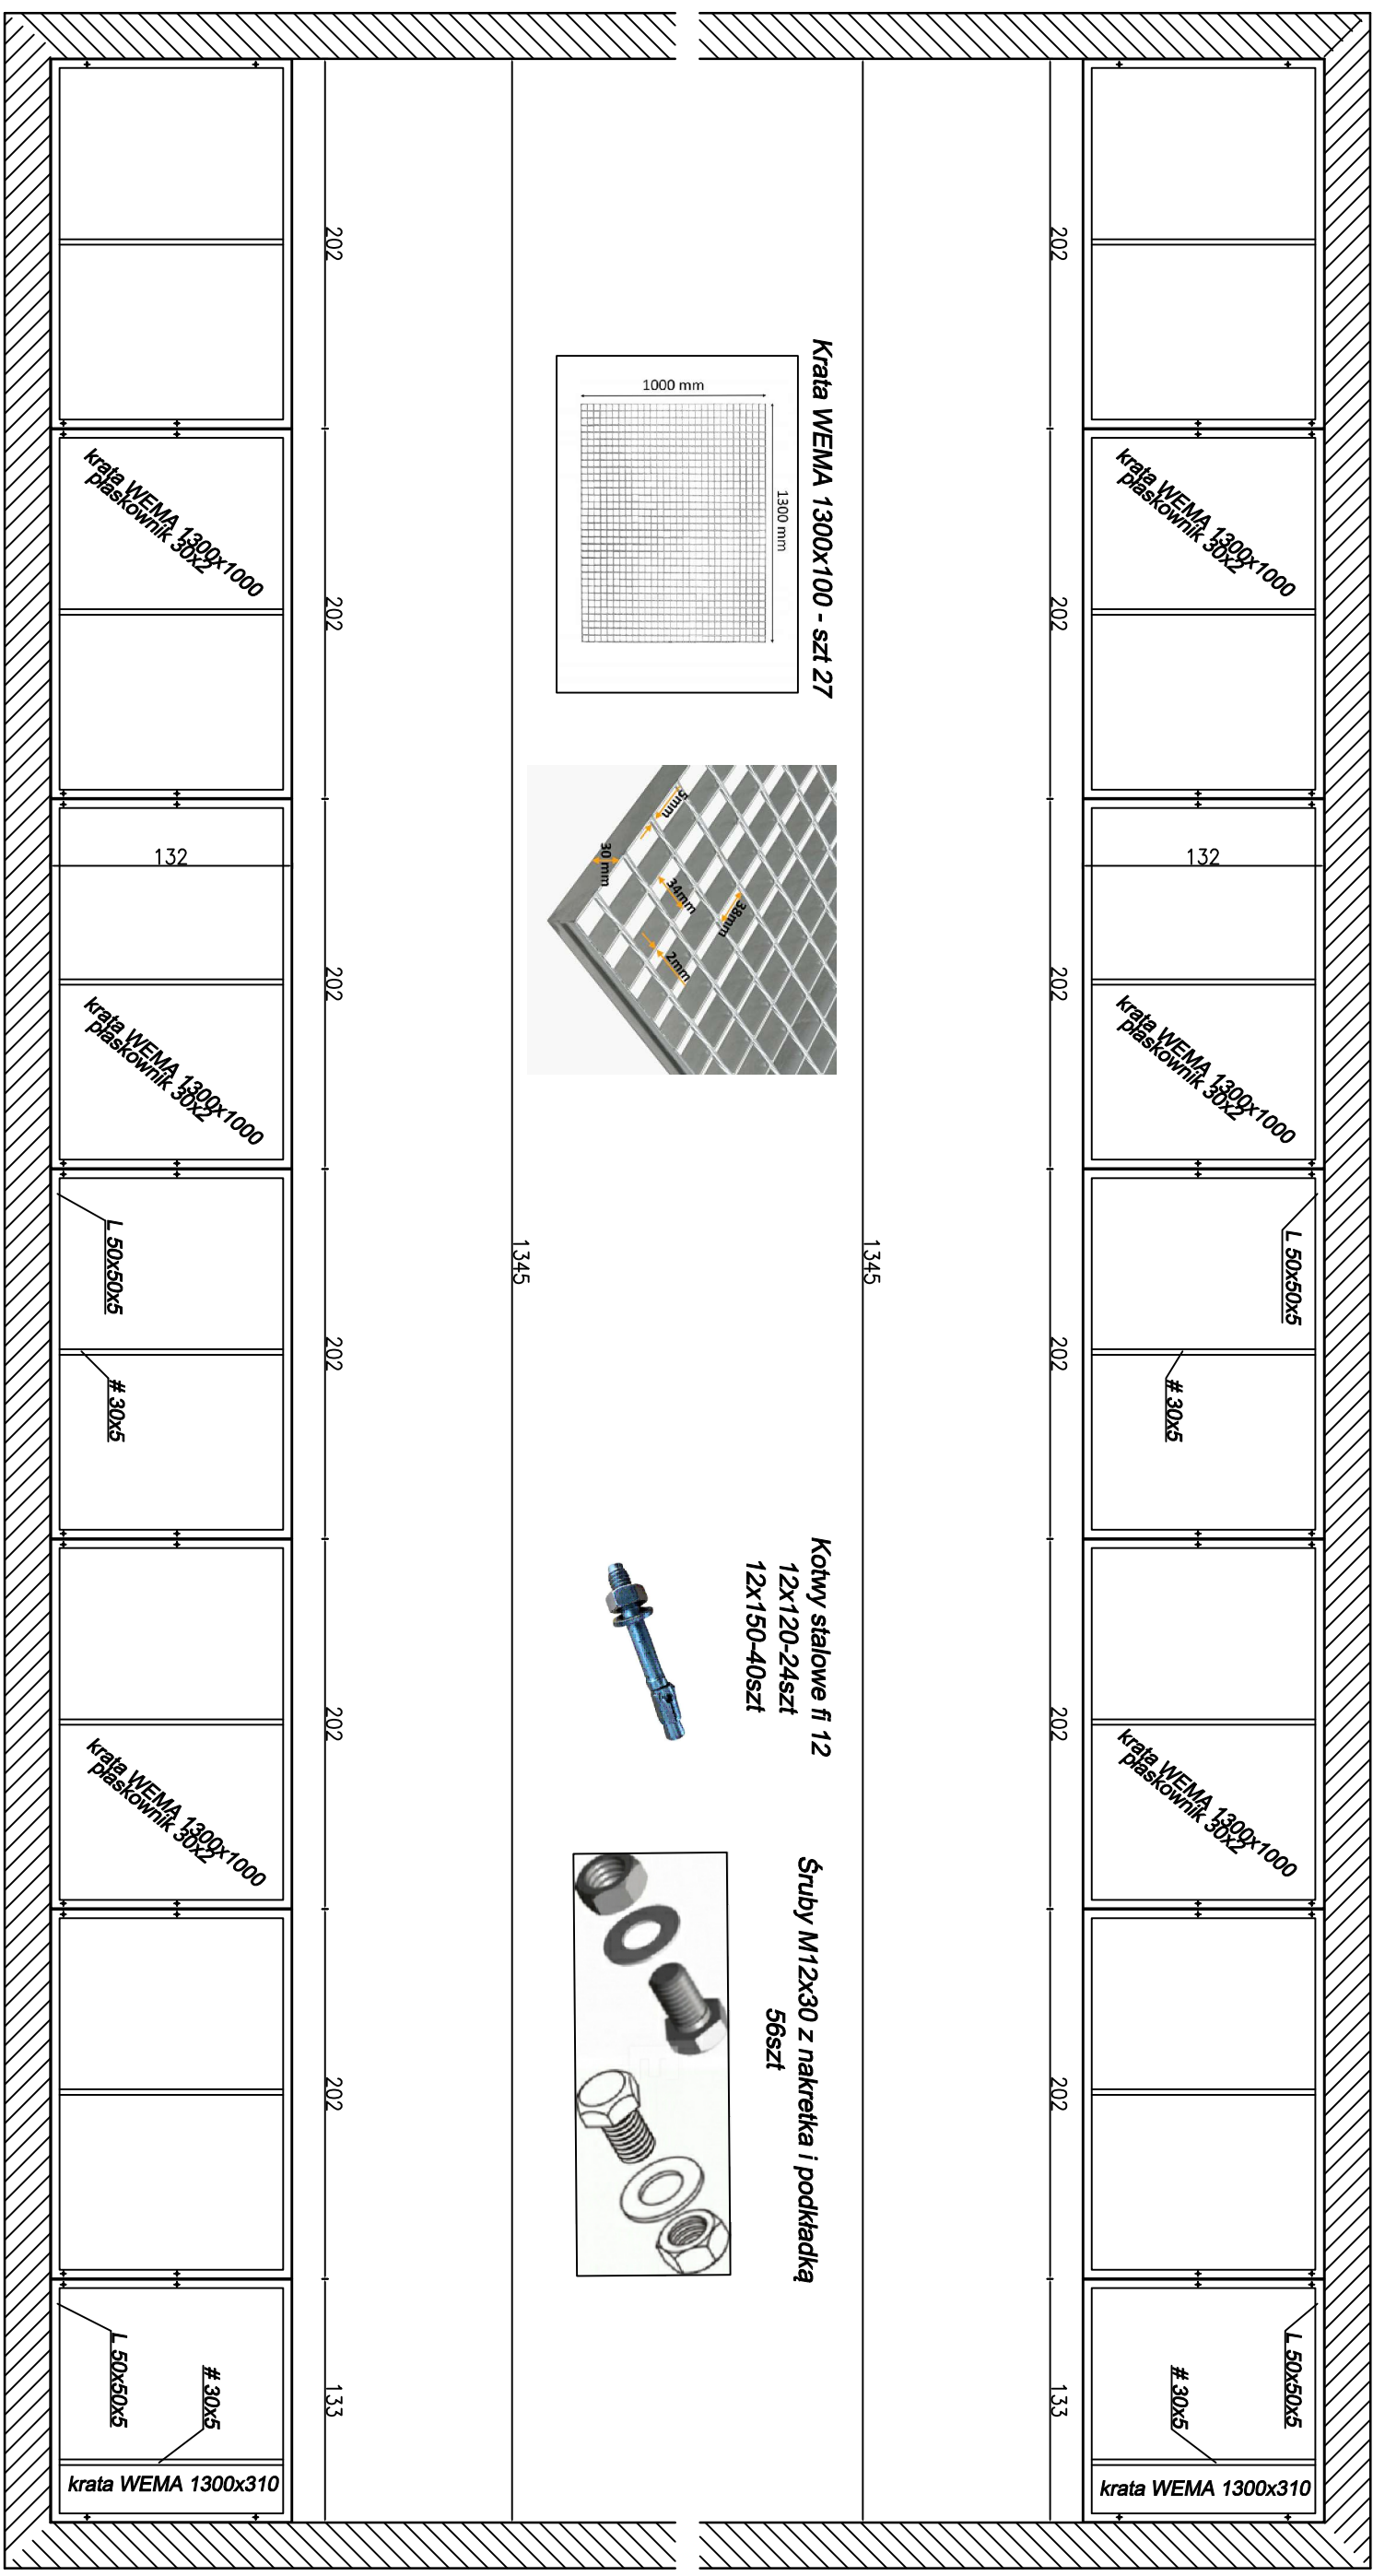 krata WEMA 1300x1000
płaskownik 30x2
132
krata WEMA 1300x1000
płaskownik 30x2
L 50x50x5
# 30x5
krata WEMA 1300x1000
płaskownik 30x2
L 50x50x5
# 30x5
krata WEMA 1300x310
202
202
202
202
202
202
133
1345
Krata WEMA 1300x100 - szt 27
1000 mm
1300 mm
5mm
30 mm
34mm
38mm
2mm
Kotwy stalowe fi 12
12x120-24szt
12x150-40szt
Śruby M12x30 z nakretka i podkładką
56szt
1345
202
202
202
202
202
202
133
krata WEMA 1300x1000
płaskownik 30x2
132
krata WEMA 1300x1000
płaskownik 30x2
L 50x50x5
# 30x5
krata WEMA 1300x1000
płaskownik 30x2
L 50x50x5
# 30x5
krata WEMA 1300x310